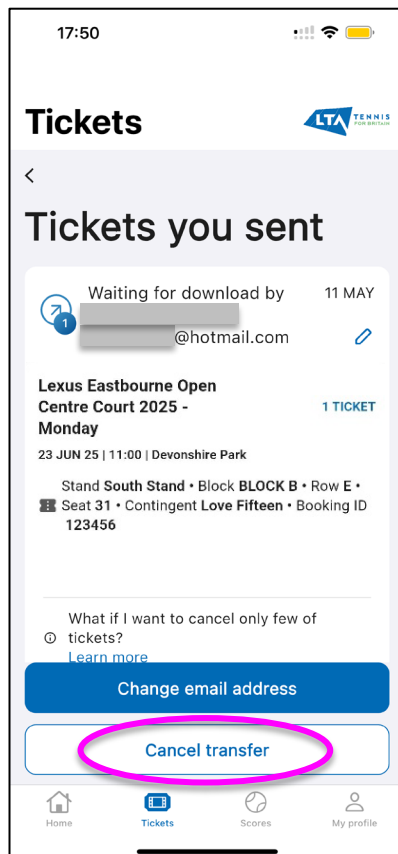 17:50
Tickets
LTA TENNIS
FOR BRITAIN
Tickets you sent
Waiting for download by
11 MAY
1
@hotmail.com
Lexus Eastbourne Open
Centre Court 2025 -
Monday
1 TICKET
23 JUN 25 | 11:00 | Devonshire Park
Stand South Stand • Block BLOCK B • Row E •
Seat 31 • Contingent Love Fifteen • Booking ID
123456
What if I want to cancel only few of
tickets?
Learn more
Change email address
Cancel transfer
Home
Tickets
Scores
My profile